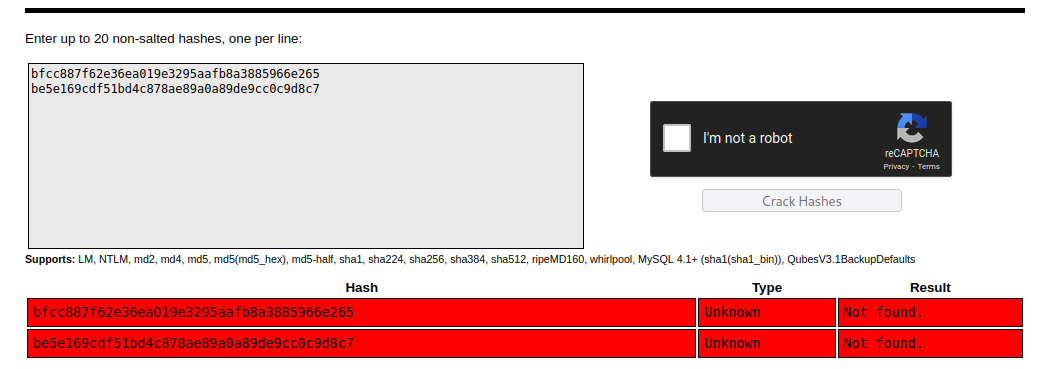 Enter up to 20 non-salted hashes, one per line:
bfcc887f62e36ea019e3295aafb8a3885966e265
be5e169cdf51bd4c878ae89a0a89de9cc0c9d8c7
I'm not a robot
reCAPTCHA
Privacy - Terms
Crack Hashes
Supports: LM, NTLM, md2, md4, md5, md5(md5_hex), md5-half, sha1, sha224, sha256, sha384, sha512, ripeMD160, whirlpool, MySQL 4.1+ (sha1(sha1_bin)), QubesV3.1BackupDefaults
Hash Type Result
bfcc887f62e36ea019e3295aafb8a3885966e265 Unknown Not found.
be5e169cdf51bd4c878ae89a0a89de9cc0c9d8c7 Unknown Not found.